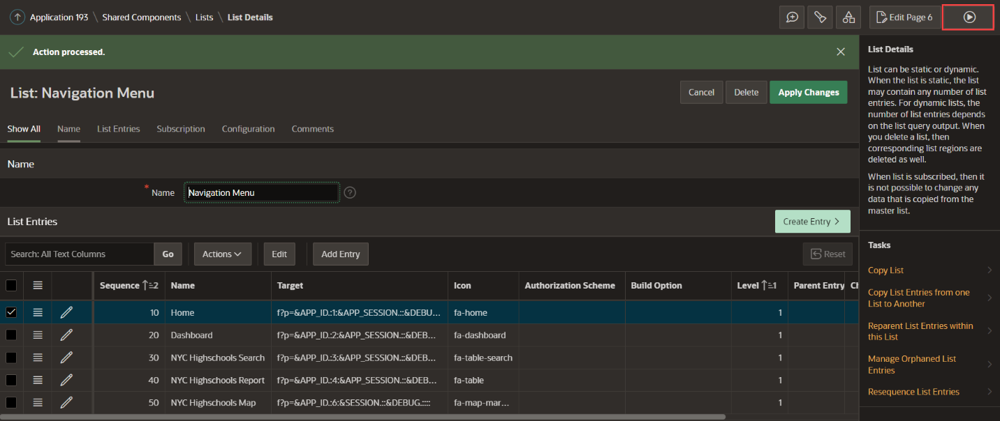 Application 193 \ Shared Components \ Lists \ List Details
Edit Page 6
Action processed.
List: Navigation Menu
Cancel
Delete
Apply Changes
Show All
Name
List Entries
Subscription
Configuration
Comments
Name
* Name
Navigation Menu
?
List Entries
Create Entry >
Search: All Text Columns
Go
Actions
Edit
Add Entry
Reset
Sequence 2 Name Target Icon Authorization Scheme Build Option Level 1 Parent Entry
10 Home f?p=&APP_ID.:1:&APP_SESSION.::&DEBU... fa-home 1
20 Dashboard f?p=&APP_ID.:2:&APP_SESSION.::&DEB... fa-dashboard 1
30 NYC Highschools Search f?p=&APP_ID.:3:&APP_SESSION.::&DEB... fa-table-search 1
40 NYC Highschools Report f?p=&APP_ID.:4:&APP_SESSION.::&DEB... fa-table 1
50 NYC Highschools Map f?p=&APP_ID.:6:&SESSION.::&DEBUG.:::: fa-map-mar... 1
List Details
List can be static or dynamic.
When the list is static, the list
may contain any number of list
entries. For dynamic lists, the
number of list entries depends
on the list query output. When
you delete a list, then
corresponding list regions are
deleted as well.
When list is subscribed, then it
is not possible to change any
data that is copied from the
master list.
Tasks
Copy List
Copy List Entries from one
List to Another
Reparent List Entries within
this List
Manage Orphaned List
Entries
Resequence List Entries